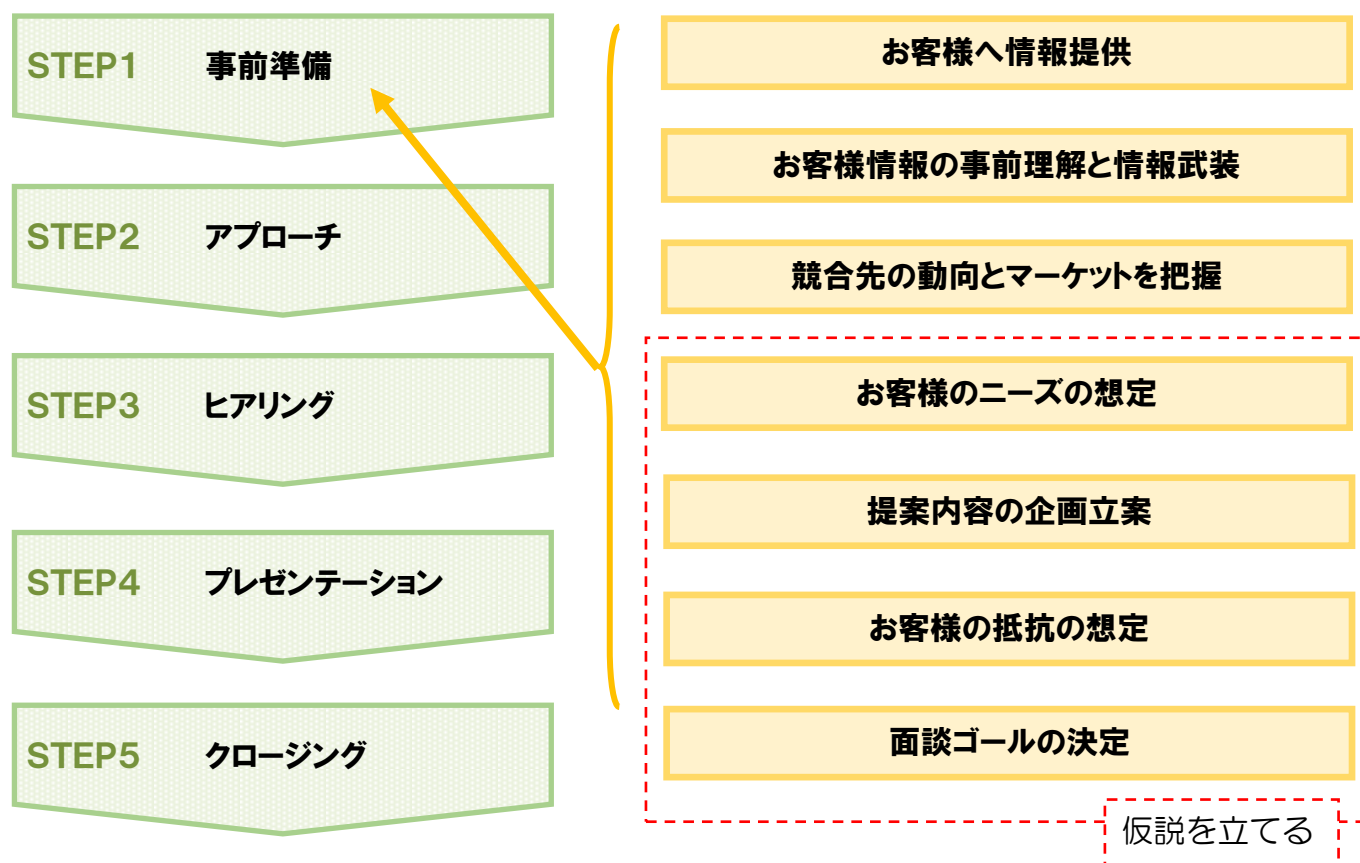 STEP1 事前準備
STEP2 アプローチ
STEP3 ヒアリング
STEP4 プレゼンテーション
STEP5 クロージング
お客様へ情報提供
お客様情報の事前理解と情報武装
競合先の動向とマーケットを把握
お客様のニーズの想定
提案内容の企画立案
お客様の抵抗の想定
面談ゴールの決定
仮説を立てる